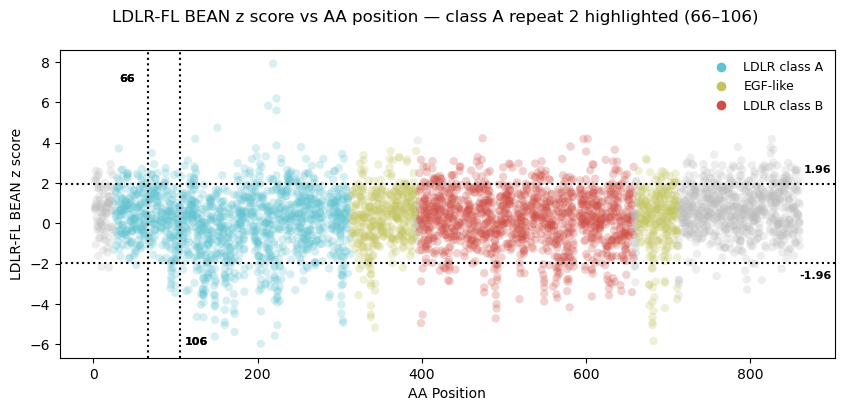 LDLR-FL BEAN z score vs AA position — class A repeat 2 highlighted (66–106)
8
6
4
2
0
−2
−4
−6
LDLR-FL BEAN z score
66
106
LDLR class A
EGF-like
LDLR class B
1.96
-1.96
0
200
400
600
800
AA Position